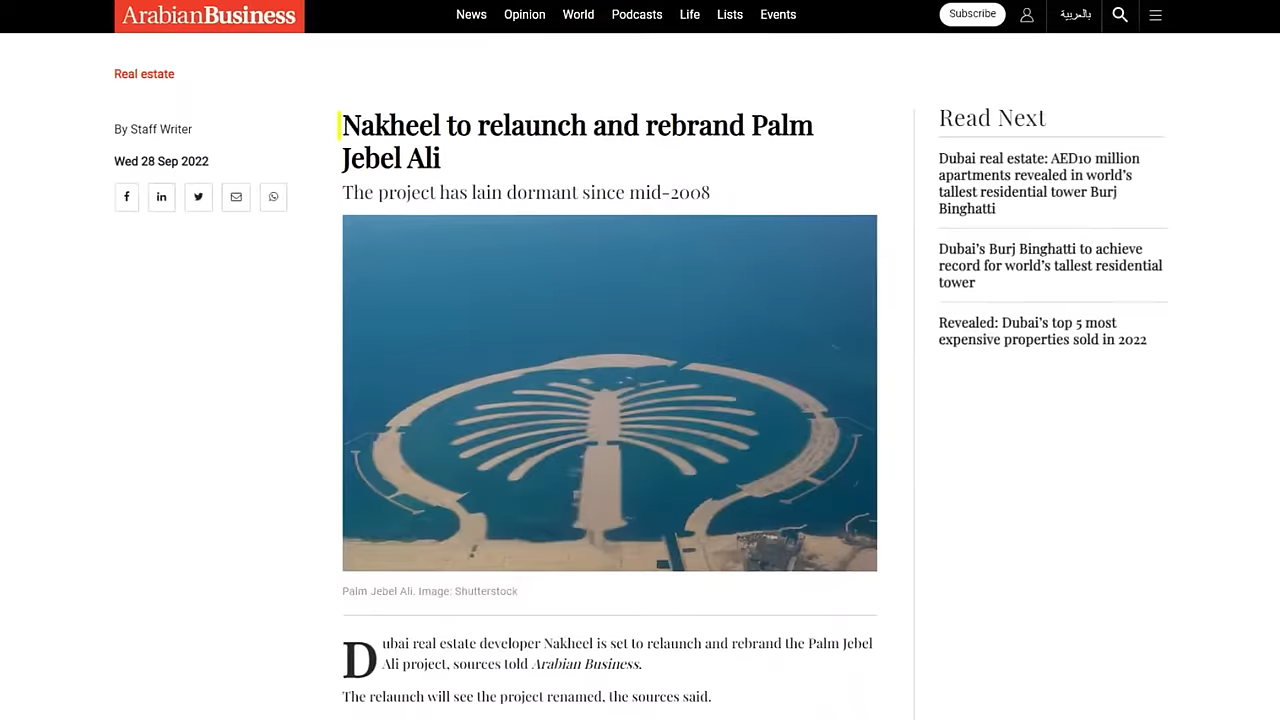 ArabianBusiness
News Opinion World Podcasts Life Lists Events
Subscribe
بالعربية
Real estate
By Staff Writer
Wed 28 Sep 2022
Nakheel to relaunch and rebrand Palm
Jebel Ali
The project has lain dormant since mid-2008
Palm Jebel Ali. Image: Shutterstock
Dubai real estate developer Nakheel is set to relaunch and rebrand the Palm Jebel
Ali project, sources told Arabian Business.
The relaunch will see the project renamed, the sources said.
Read Next
Dubai real estate: AED10 million
apartments revealed in world's
tallest residential tower Burj
Binghatti
Dubai's Burj Binghatti to achieve
record for world's tallest residential
tower
Revealed: Dubai's top 5 most
expensive properties sold in 2022